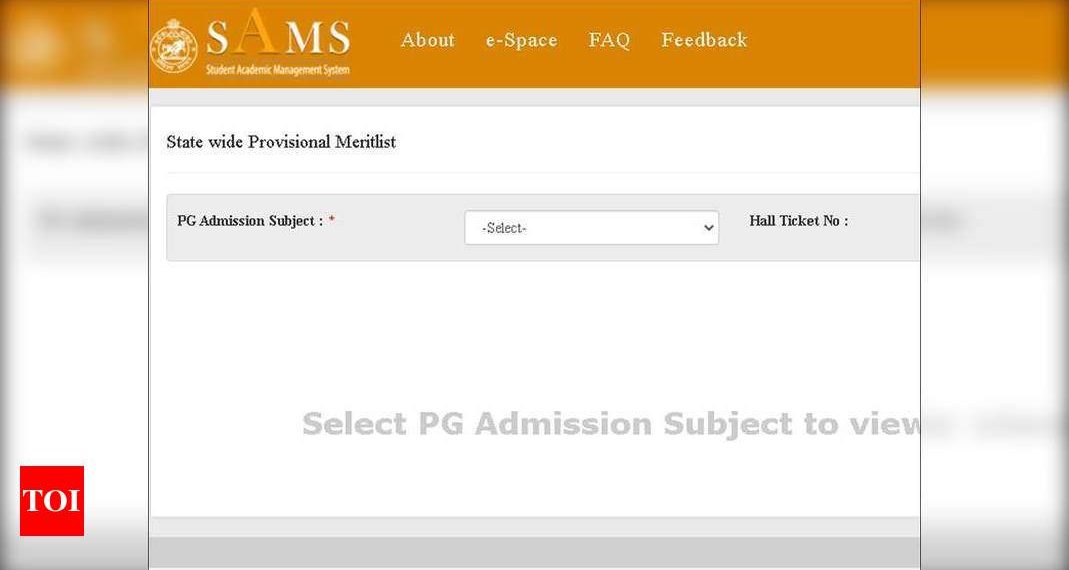 SAMS
Student Academic Management System
About e-Space FAQ Feedback
State wide Provisional Meritlist
PG Admission Subject : * -Select- Hall Ticket No :
Select PG Admission Subject to view
TOI